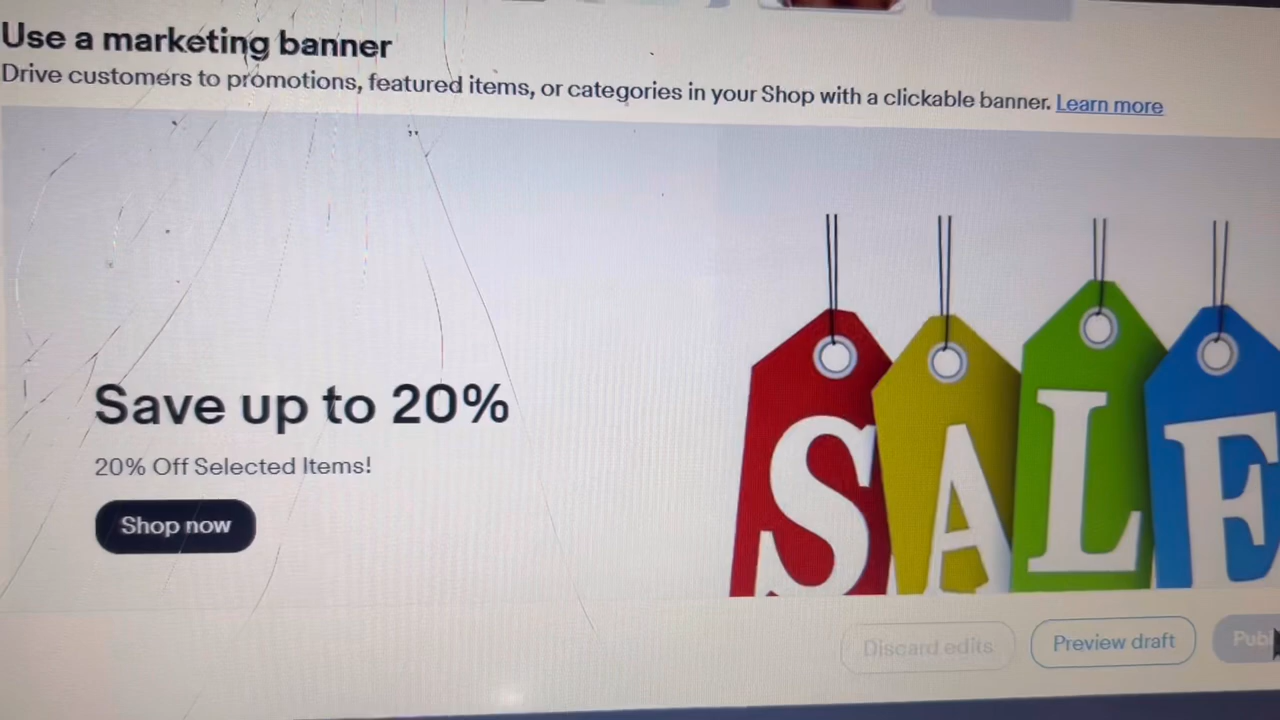 Use a marketing banner
Drive customers to promotions, featured items, or categories in your Shop with a clickable banner. Learn more
Save up to 20%
20% Off Selected Items!
Shop now
SALE
Discard edits
Preview draft